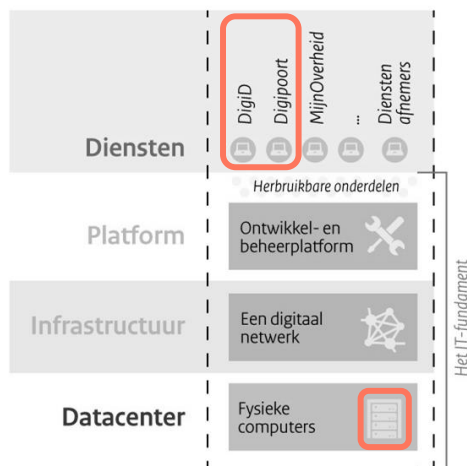 DigiD
Digipoort
MijnOverheid
...
Diensten
afnemers
Diensten
Herbruikbare onderdelen
Platform
Ontwikkel- en
beheerplatform
Infrastructuur
Een digitaal
netwerk
Datacenter
Fysieke
computers
Het IT-fundament